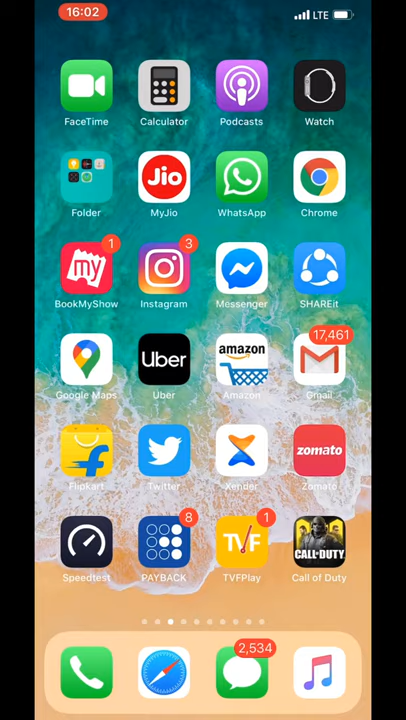 16:02
LTE
FaceTime
Calculator
Podcasts
Watch
Folder
Jio
MyJio
WhatsApp
Chrome
1
my
BookMyShow
3
Instagram
Messenger
SHAREit
Google Maps
Uber
Uber
amazon
Amazon
17,461
Gmail
Flipkart
Twitter
Xender
zomato
Zomato
Speedtest
8
PAYBACK
1
TVF
TVFPlay
CALL OF DUTY
Call of Duty
2,534